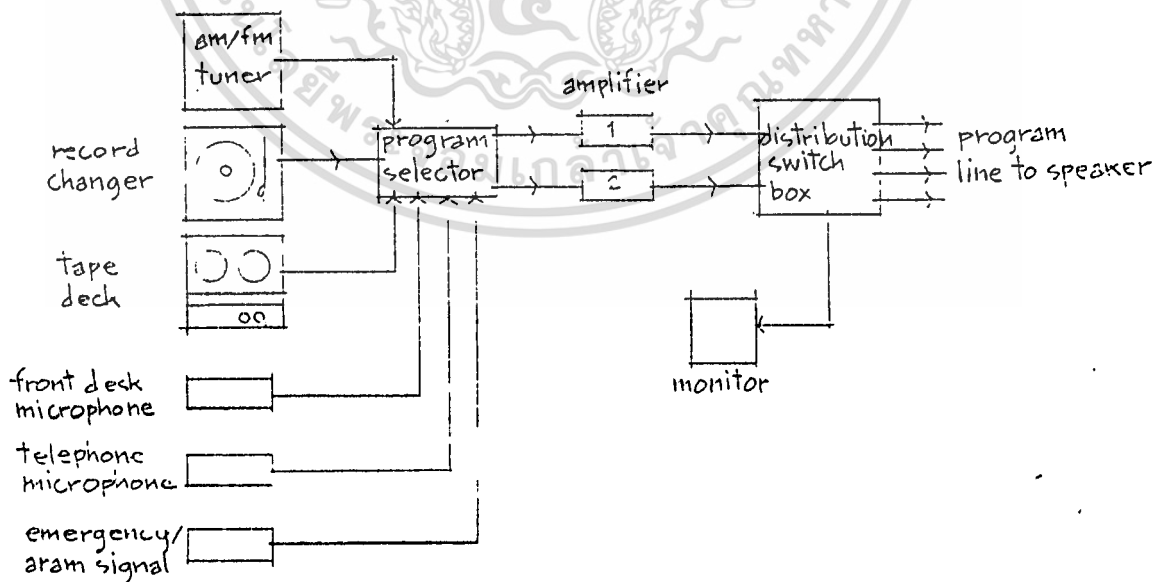 am/fm
tuner
amplifier
record
changer
program
selector
1
2
distribution
switch
box
program
line to speaker
tape
deck
front desk
microphone
monitor
telephone
microphone
emergency/
aram signal